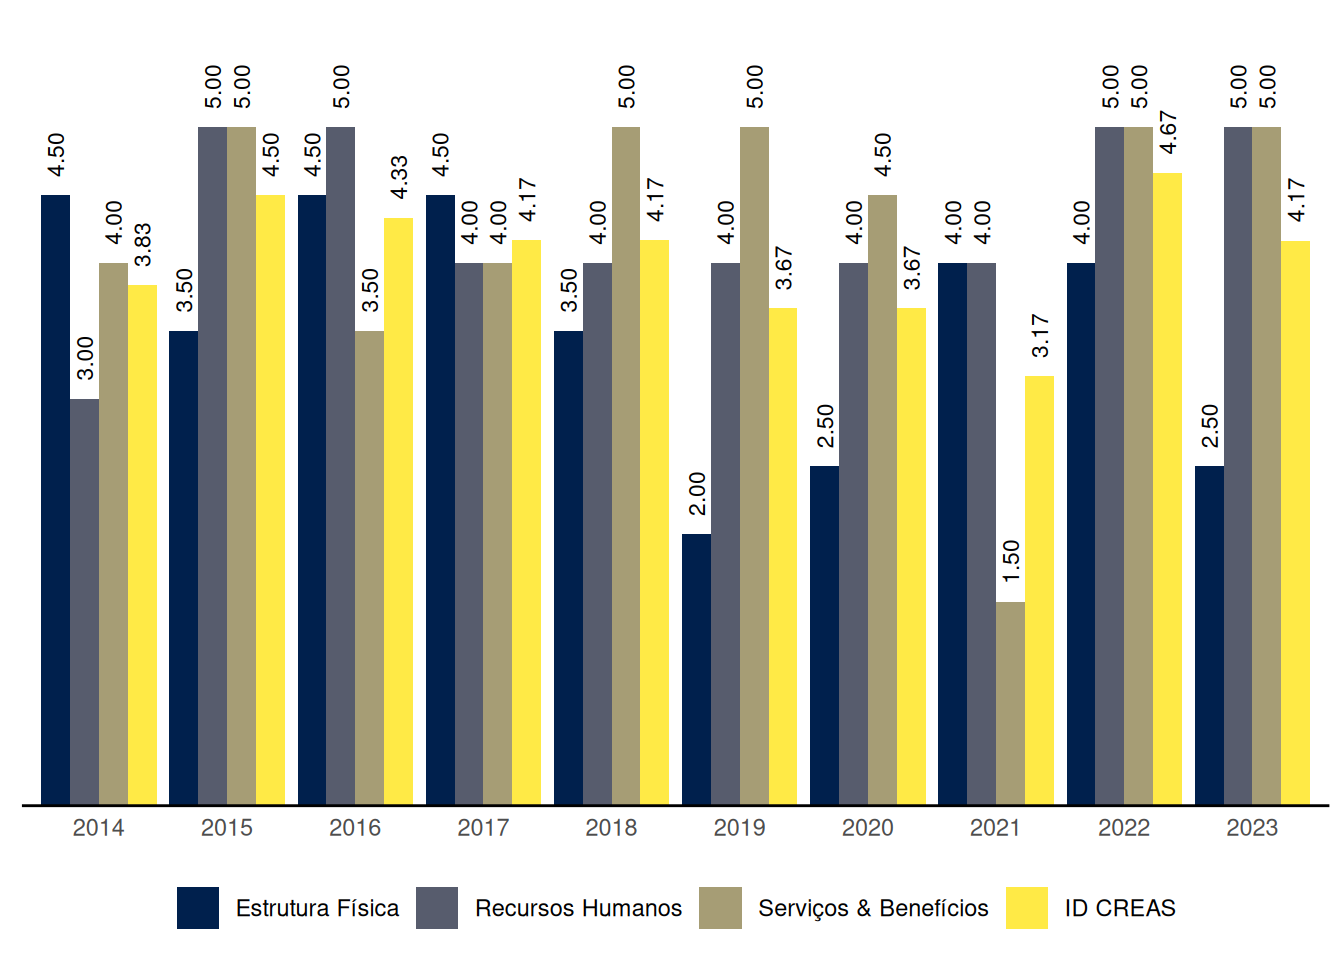 4.50 3.00 4.00 3.83 3.50 5.00 5.00 4.50 4.50 5.00 3.50 4.33 4.50 4.00 4.00 4.17 3.50 4.00 5.00 4.17 2.00 4.00 5.00 3.67 2.50 4.00 4.50 3.67 4.00 4.00 1.50 3.17 4.00 5.00 5.00 4.67 2.50 5.00 5.00 4.17
2014 2015 2016 2017 2018 2019 2020 2021 2022 2023
Estrutura Física Recursos Humanos Serviços & Benefícios ID CREAS